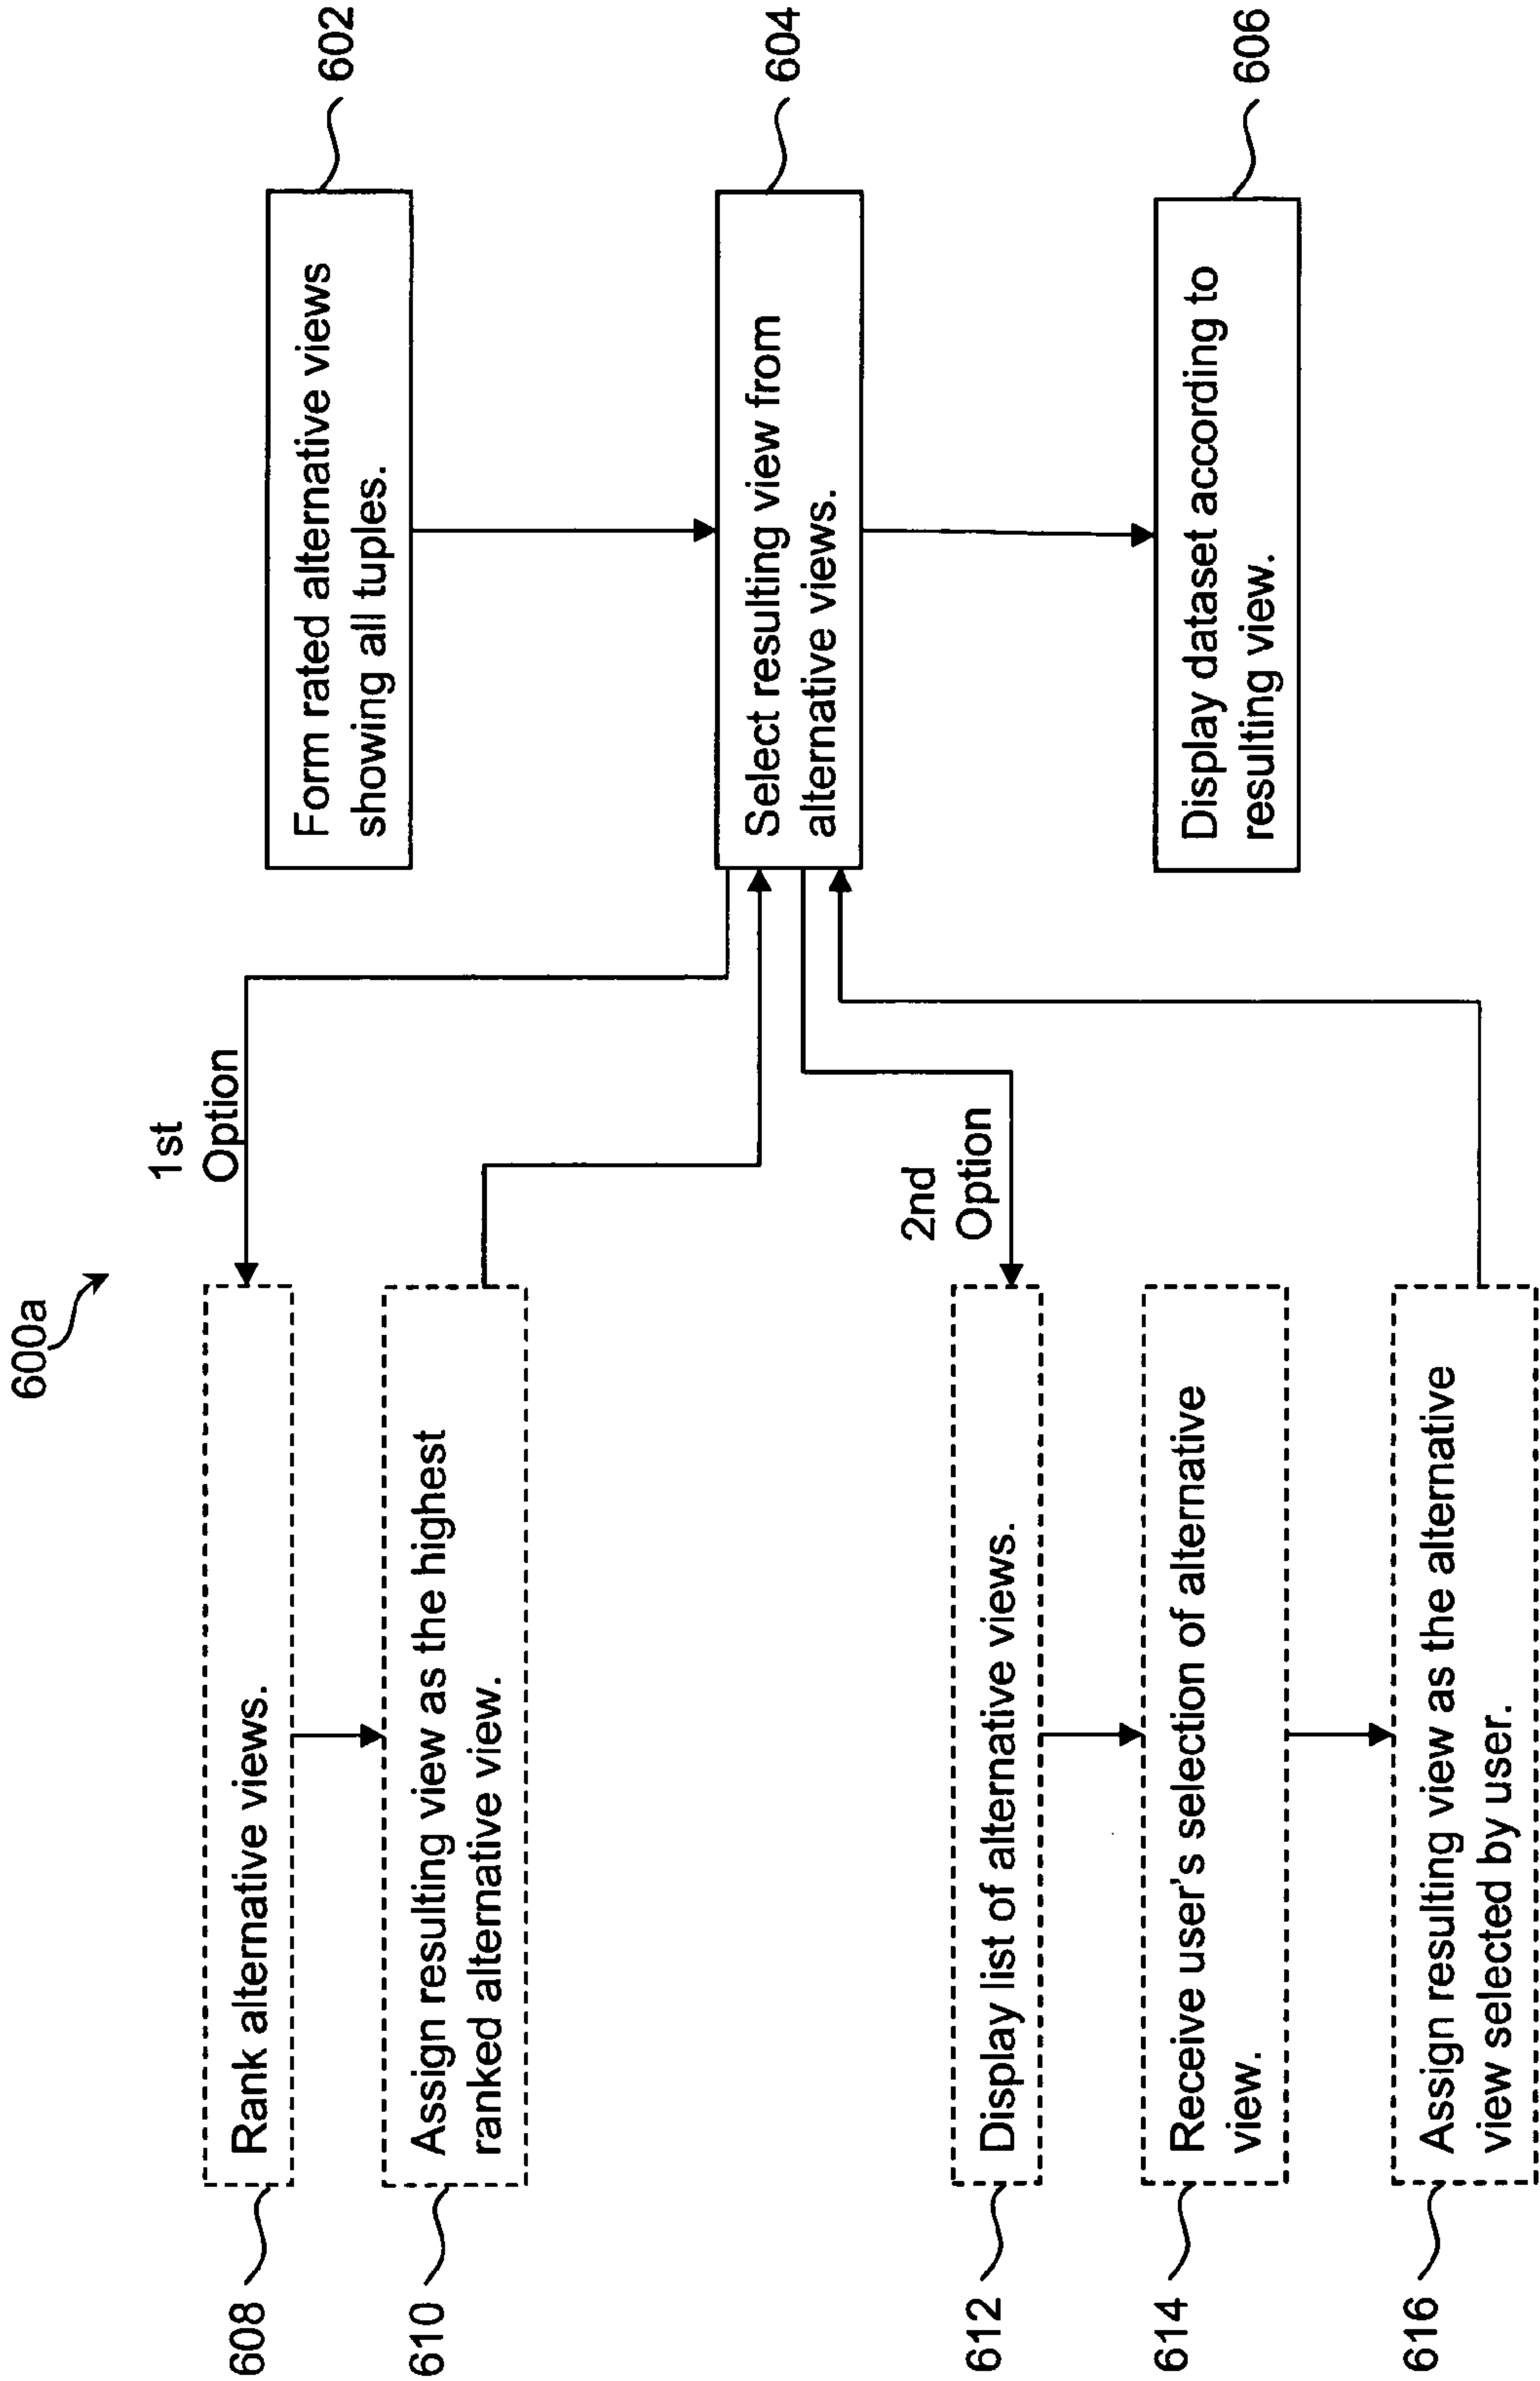 600a
1st
Option
608
Rank alternative views.
610
Assign resulting view as the highest
ranked alternative view.
2nd
Option
612
Display list of alternative views.
614
Receive user's selection of alternative
view.
616
Assign resulting view as the alternative
view selected by user.
Form rated alternative views
showing all tuples.
602
Select resulting view from
alternative views.
604
Display dataset according to
resulting view.
606